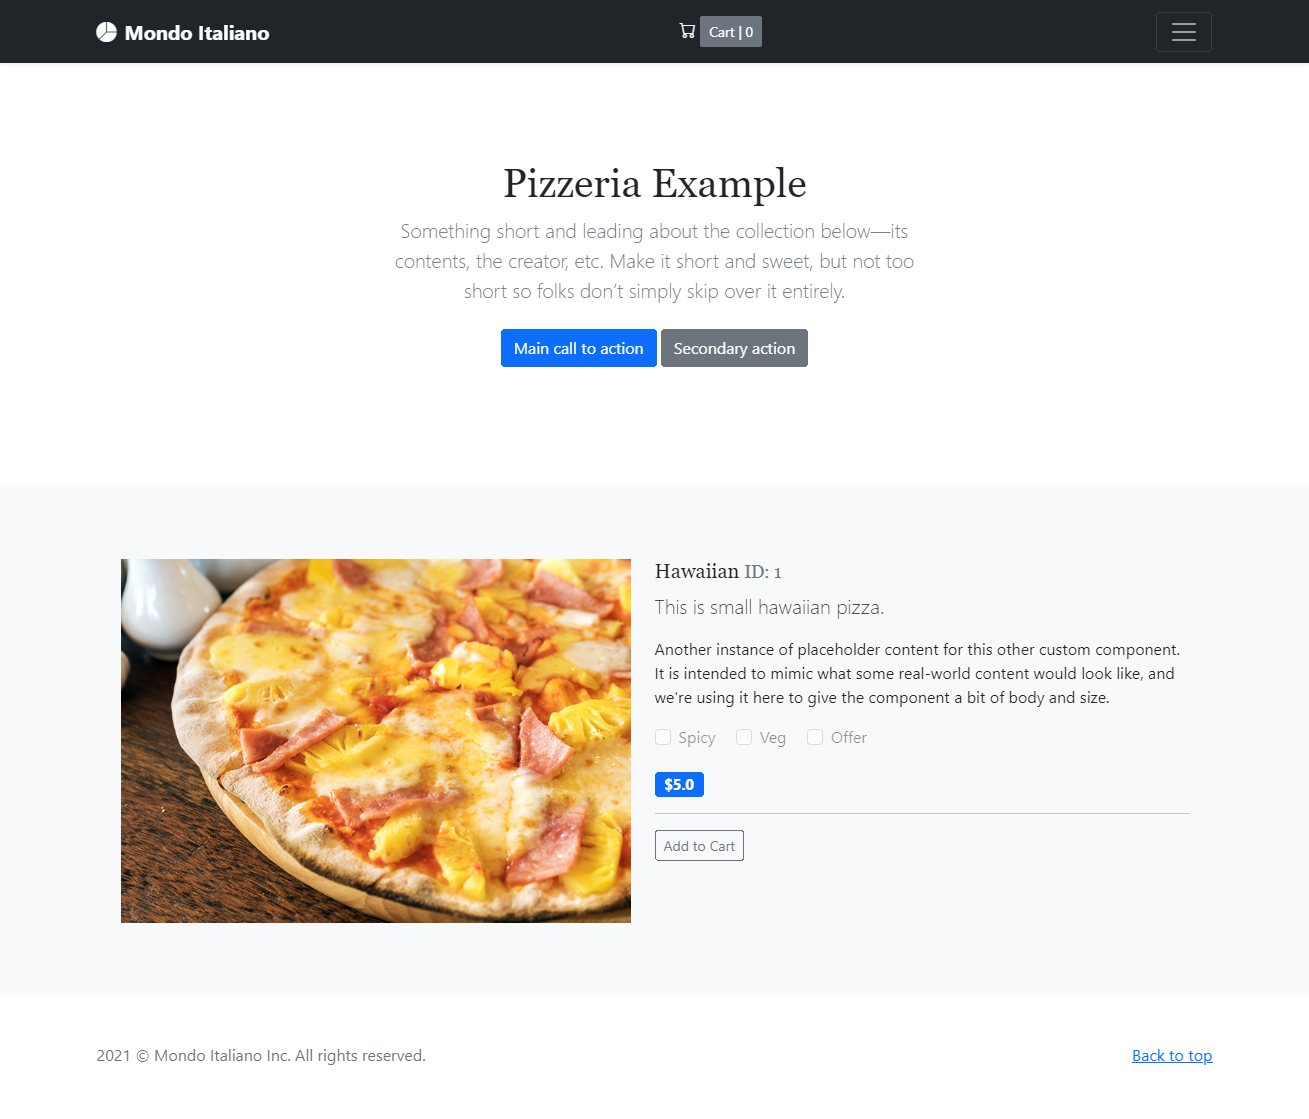 Mondo Italiano
Cart | 0
Pizzeria Example
Something short and leading about the collection below—its
contents, the creator, etc. Make it short and sweet, but not too
short so folks don’t simply skip over it entirely.
Main call to action
Secondary action
Hawaiian ID: 1
This is small hawaiian pizza.
Another instance of placeholder content for this other custom component.
It is intended to mimic what some real-world content would look like, and
we're using it here to give the component a bit of body and size.
Spicy Veg Offer
$5.0
Add to Cart
2021 © Mondo Italiano Inc. All rights reserved.
Back to top